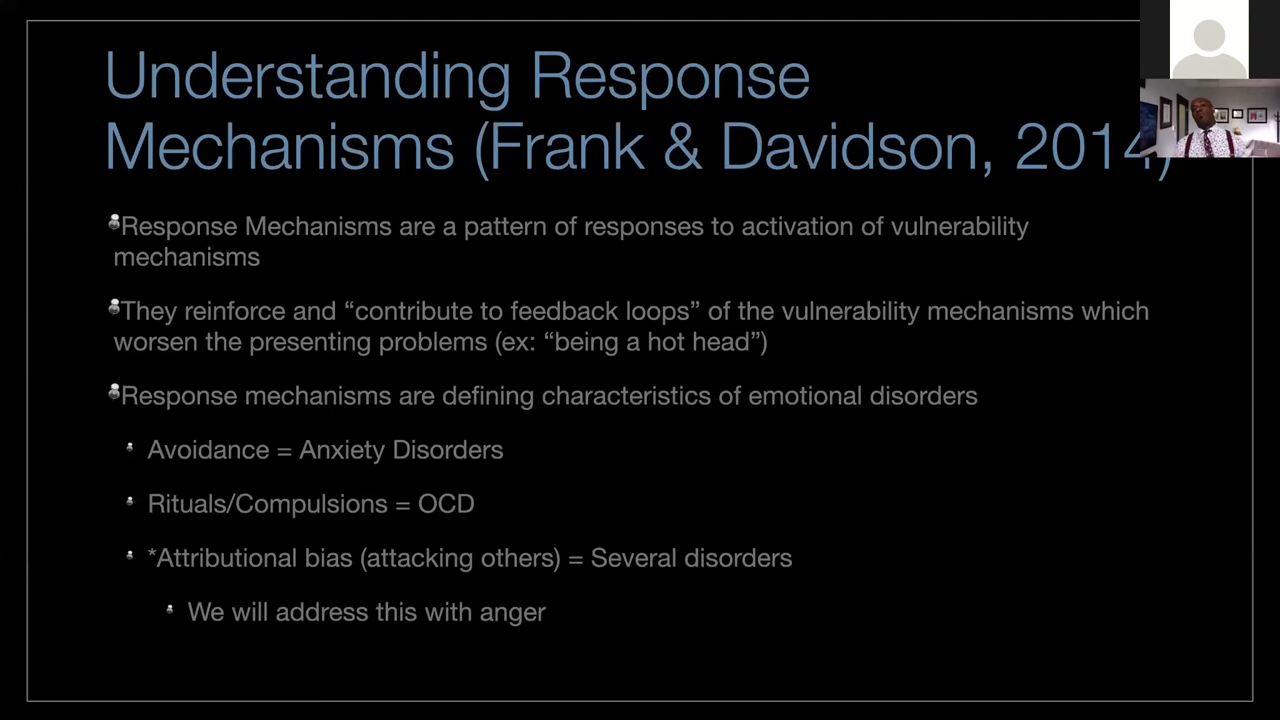 Understanding Response
Mechanisms (Frank & Davidson, 2014)
Response Mechanisms are a pattern of responses to activation of vulnerability
mechanisms
They reinforce and “contribute to feedback loops” of the vulnerability mechanisms which
worsen the presenting problems (ex: “being a hot head”)
Response mechanisms are defining characteristics of emotional disorders
Avoidance = Anxiety Disorders
Rituals/Compulsions = OCD
*Attributional bias (attacking others) = Several disorders
We will address this with anger